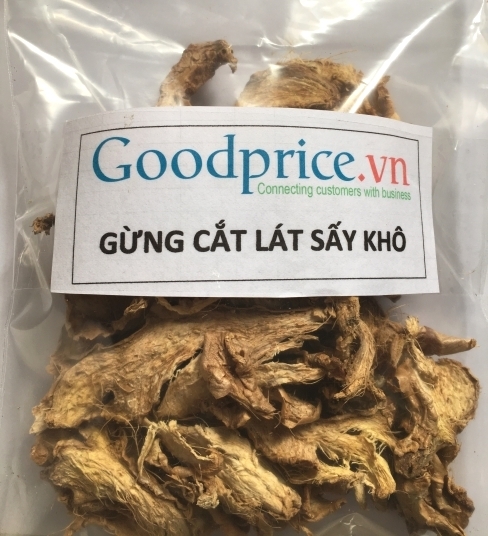 Goodprice.vn
Connecting customers with business
GỪNG CẮT LÁT SẤY KHÔ